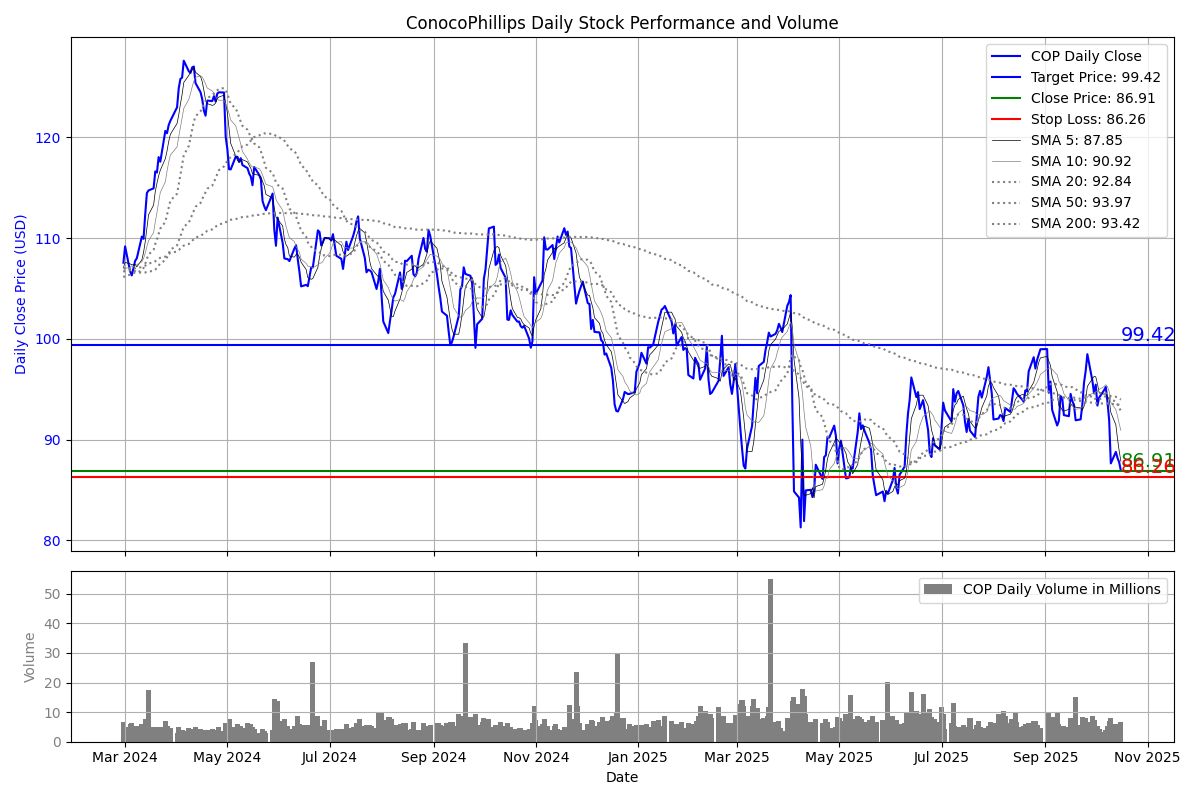 ConocoPhillips Daily Stock Performance and Volume
COP Daily Close
Target Price: 99.42
Close Price: 86.91
Stop Loss: 86.26
SMA 5: 87.85
SMA 10: 90.92
SMA 20: 92.84
SMA 50: 93.97
SMA 200: 93.42
Daily Close Price (USD)
120
110
100
90
80
99.42
86.91
86.26
COP Daily Volume in Millions
Volume
50
40
30
20
10
0
Mar 2024 May 2024 Jul 2024 Sep 2024 Nov 2024 Jan 2025 Mar 2025 May 2025 Jul 2025 Sep 2025 Nov 2025
Date